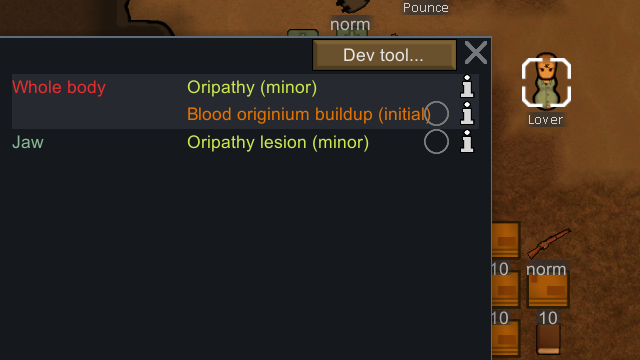 Pounce
norm
Dev tool...
Whole body Oripathy (minor)
Blood originium buildup (initial)
Jaw Oripathy lesion (minor)
Lover
10 norm
10 10